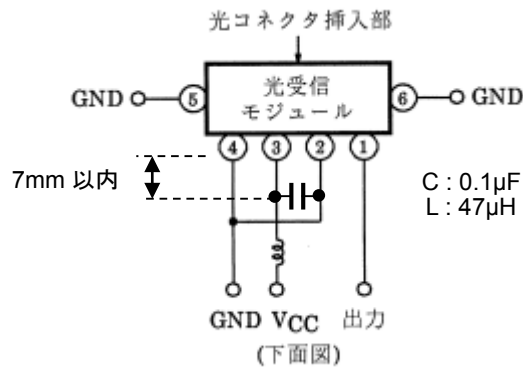 光コネクタ挿入部
光受信
モジュール
GND
5
6
GND
4
3
2
1
7mm 以内
C : 0.1μF
L : 47μH
GND VCC 出力
(下面図)